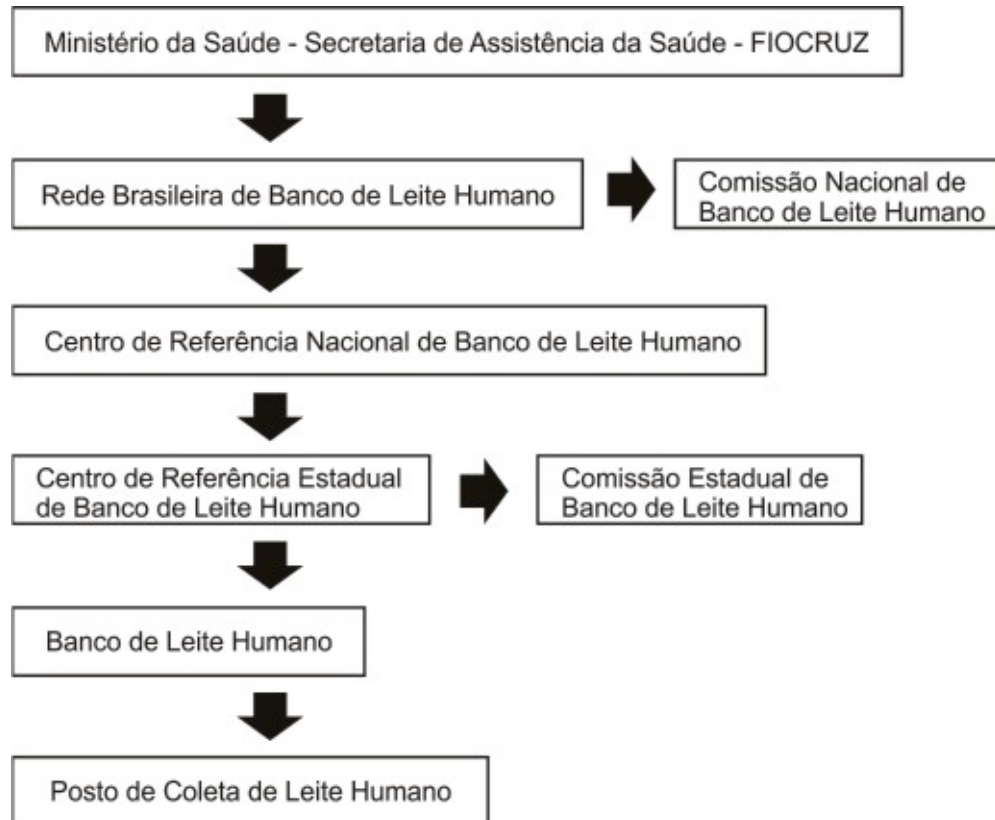 Ministério da Saúde - Secretaria de Assistência da Saúde - FIOCRUZ
Rede Brasileira de Banco de Leite Humano
Comissão Nacional de
Banco de Leite Humano
Centro de Referência Nacional de Banco de Leite Humano
Centro de Referência Estadual
de Banco de Leite Humano
Comissão Estadual de
Banco de Leite Humano
Banco de Leite Humano
Posto de Coleta de Leite Humano